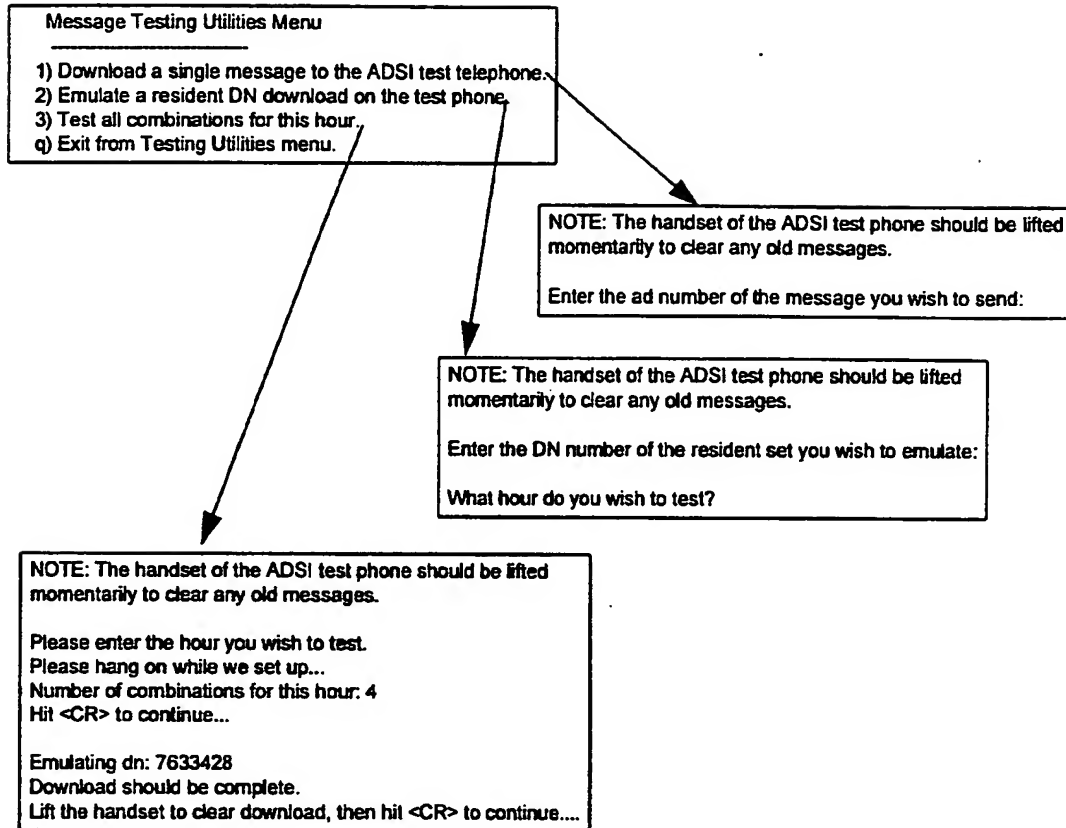 Message Testing Utilities Menu
1) Download a single message to the ADSI test telephone.
2) Emulate a resident DN download on the test phone.
3) Test all combinations for this hour.
q) Exit from Testing Utilities menu.
NOTE: The handset of the ADSI test phone should be lifted
momentarily to clear any old messages.
Enter the ad number of the message you wish to send:
NOTE: The handset of the ADSI test phone should be lifted
momentarily to clear any old messages.
Enter the DN number of the resident set you wish to emulate:
What hour do you wish to test?
NOTE: The handset of the ADSI test phone should be lifted
momentarily to clear any old messages.
Please enter the hour you wish to test.
Please hang on while we set up...
Number of combinations for this hour: 4
Hit <CR> to continue...
Emulating dn: 7633428
Download should be complete.
Lift the handset to clear download, then hit <CR> to continue....